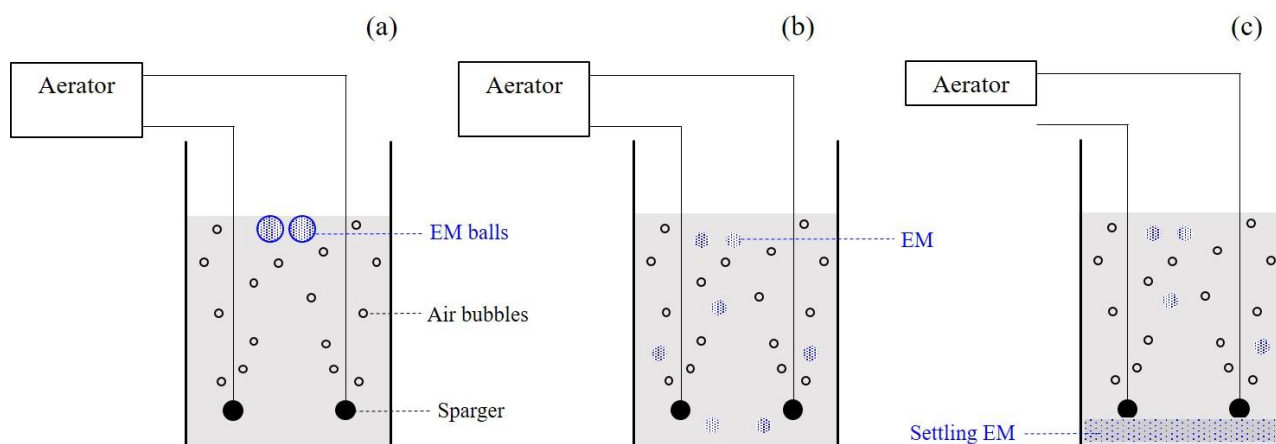 (a)
Aerator
EM balls
Air bubbles
Sparger
(b)
Aerator
EM
(c)
Aerator
Settling EM